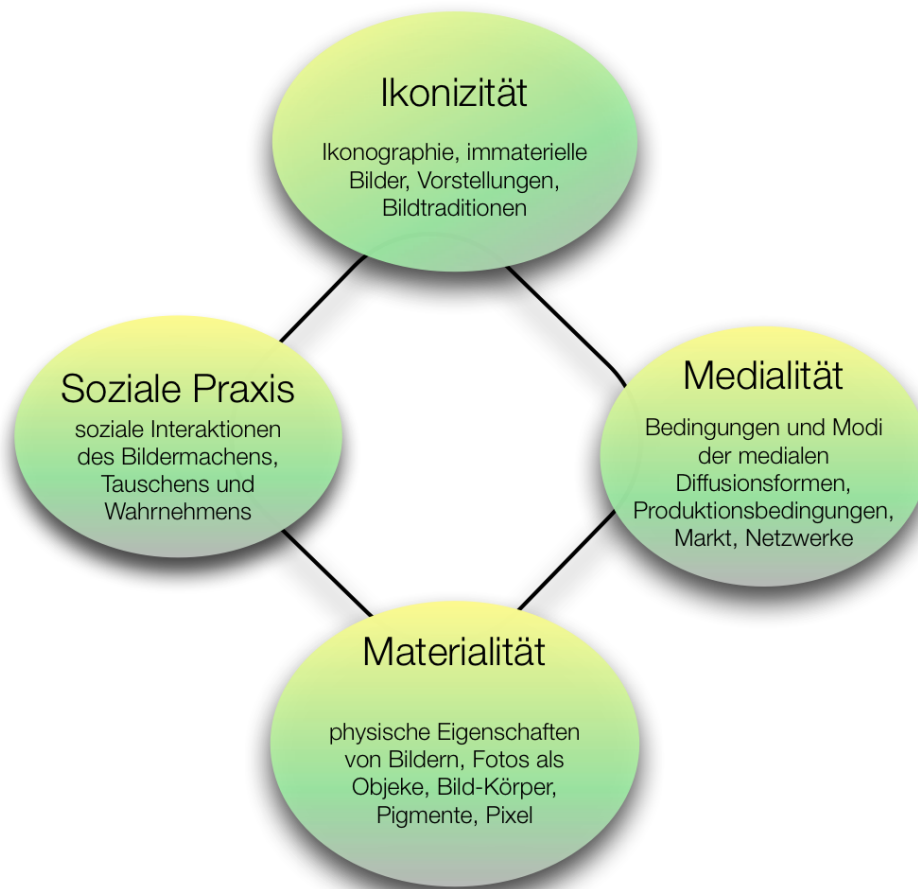 Ikonizität
Ikonographie, immaterielle
Bilder, Vorstellungen,
Bildtraditionen
Soziale Praxis
soziale Interaktionen
des Bildermachens,
Tauschens und
Wahrnehmens
Medialität
Bedingungen und Modi
der medialen
Diffusionsformen,
Produktionsbedingungen,
Markt, Netzwerke
Materialität
physische Eigenschaften
von Bildern, Fotos als
Objeke, Bild-Körper,
Pigmente, Pixel